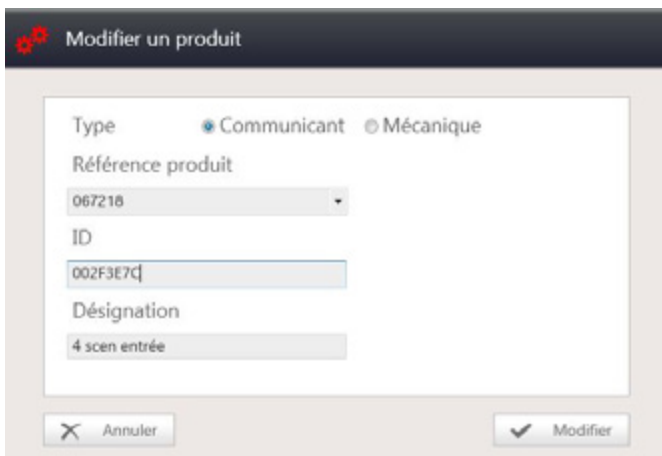 Modifier un produit
Type Communicant Mécanique
Référence produit
067218
ID
002F3E7C
Désignation
4 scen entrée
Annuler Modifier